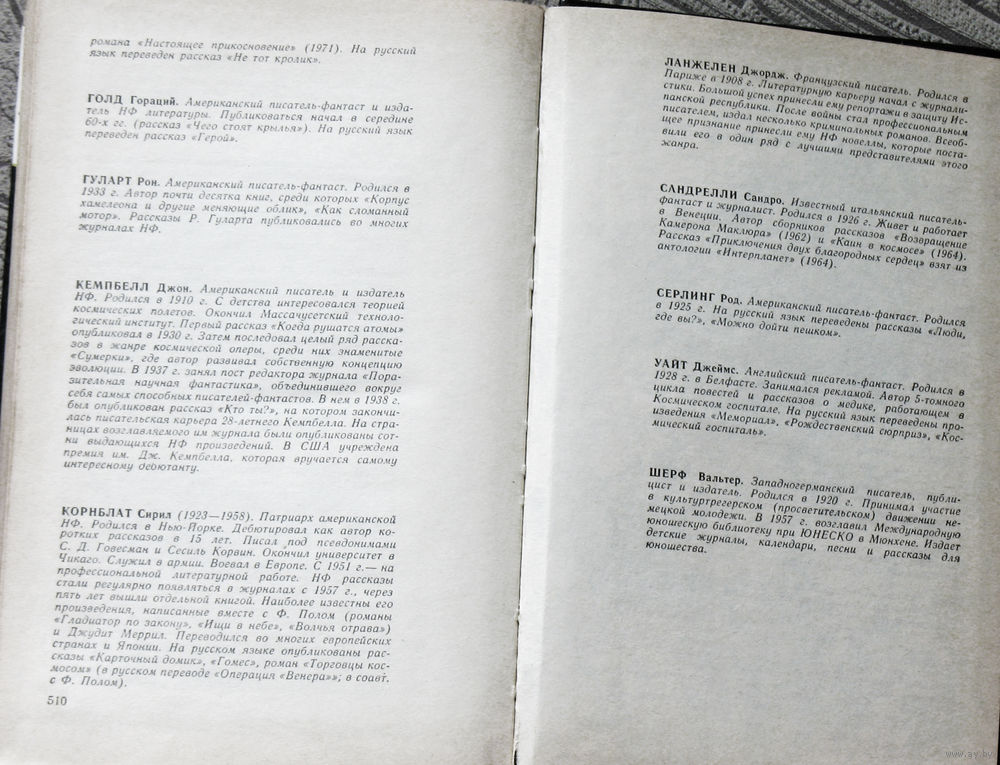 романа «Настоящее прикосновение» (1971). На русский
язык переведен рассказ «Не тот кролик».
ГОЛД Гораций. Американский писатель-фантаст и изда-
тель НФ литературы. Публиковаться начал в середине
60-х гг. (рассказ «Чего стоят крылья»). На русский язык
переведен рассказ «Герой».
ГУЛАРТ Рон. Американский писатель-фантаст. Родился в
1933 г. Автор почти десятка книг, среди которых «Корпус
хамелеона и другие меняющие облик», «Как сломанный
мотор». Рассказы Р. Гуларта публиковались во многих
журналах НФ.
КЕМПБЕЛЛ Джон. Американский писатель и издатель
НФ. Родился в 1910 г. С детства интересовался теорией
космических полетов. Окончил Массачусетский техноло-
гический институт. Первый рассказ «Когда рушатся атомы»
опубликовал в 1930 г. Затем последовал целый ряд расска-
зов в жанре космической оперы, среди них знаменитые
«Сумерки», где автор развивал собственную концепцию
эволюции. В 1937 г. занял пост редактора журнала «Пора-
зительная научная фантастика», объединившего вокруг
себя самых способных писателей-фантастов. В нем в 1938 г.
был опубликован рассказ «Кто ты?», на котором закончи-
лась писательская карьера 28-летнего Кемпбелла. На стра-
ницах возглавляемого им журнала были опубликованы сот-
ни выдающихся НФ произведений. В США учреждена
премия им. Дж. Кемпбелла, которая вручается самому
интересному дебютанту.
КОРНБЛАТ Сирил (1923—1958). Патриарх американской
НФ. Родился в Нью-Йорке. Дебютировал как автор ко-
ротких рассказов в 15 лет. Писал под псевдонимами
С. Д. Говесман и Сесиль Корвин. Окончил университет в
Чикаго. Служил в армии. Воевал в Европе. С 1951 г.— на
профессиональной литературной работе. НФ рассказы
стали регулярно появляться в журналах с 1957 г., через
пять лет вышли отдельной книгой. Наиболее известны его
произведения, написанные вместе с Ф. Полом (романы
«Гладиатор по закону», «Ищи в небе», «Волчья отрава»)
и Джудит Меррил. Переводился во многих европейских
странах и Японии. На русском языке опубликованы рас-
сказы «Карточный домик», «Гомес», роман «Торговцы кос-
мосом» (в русском переводе «Операция «Венера»»; в соавт.
с Ф. Полом).
510
ЛАНЖЕЛЕН Джордж. Французский писатель. Родился в
Париже в 1908 г. Литературную карьеру начал с журнали-
стики. Большой успех принесли ему репортажи в защиту Ис-
панской республики. После войны стал профессиональным
писателем, издал несколько криминальных романов. Всеоб-
щее признание принесли ему НФ новеллы, которые поста-
вили его в один ряд с лучшими представителями этого
жанра.
САНДРЕЛЛИ Сандро. Известный итальянский писатель-
фантаст и журналист. Родился в 1926 г. Живет и работает
в Венеции. Автор сборников рассказов «Возвращение
Камерона Маклюра» (1962) и «Каин в космосе» (1964).
Рассказ «Приключения двух благородных сердец» взят из
антологии «Интерпланет» (1964).
СЕРЛИНГ Род. Американский писатель-фантаст. Родился
в 1925 г. На русский язык переведены рассказы «Люди,
где вы?», «Можно дойти пешком».
УАЙТ Джеймс. Английский писатель-фантаст. Родился в
1928 г. в Белфасте. Занимался рекламой. Автор 5-томного
цикла повестей и рассказов о медике, работающем в
Космическом госпитале. На русский язык переведены про-
изведения «Мемориал», «Рождественский сюрприз», «Кос-
мический госпиталь».
ШЕРФ Вальтер. Западногерманский писатель, публи-
цист и издатель. Родился в 1920 г. Принимал участие
в культуртрегерском (просветительском) движении не-
мецкой молодежи. В 1957 г. возглавил Международную
юношескую библиотеку при ЮНЕСКО в Мюнхене. Издает
детские журналы, календари, песни и рассказы для
юношества.
www.ay.by